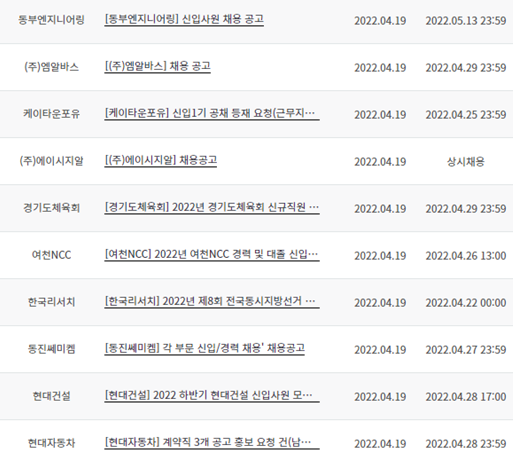 동부엔지니어링 [동부엔지니어링] 신입사원 채용 공고 2022.04.19 2022.05.13 23:59
(주)엠알바스 [(주)엠알바스] 채용 공고 2022.04.19 2022.04.29 23:59
케이타운포유 [케이타운포유] 신입1기 공채 등재 요청(근무지… 2022.04.19 2022.04.25 23:59
(주)에이시지알 [(주)에이시지알] 채용공고 2022.04.19 상시채용
경기도체육회 [경기도체육회] 2022년 경기도체육회 신규직원 … 2022.04.19 2022.04.29 23:59
여천NCC [여천NCC] 2022년 여천NCC 경력 및 대졸 신입… 2022.04.19 2022.04.26 13:00
한국리서치 [한국리서치] 2022년 제8회 전국동시지방선거 … 2022.04.19 2022.04.22 00:00
동진쎄미켐 [동진쎄미켐] 각 부문 신입/경력 채용' 채용공고 2022.04.19 2022.04.27 23:59
현대건설 [현대건설] 2022 하반기 현대건설 신입사원 모… 2022.04.19 2022.04.28 17:00
현대자동차 [현대자동차] 계약직 3개 공고 홍보 요청 건(남… 2022.04.19 2022.04.28 23:59